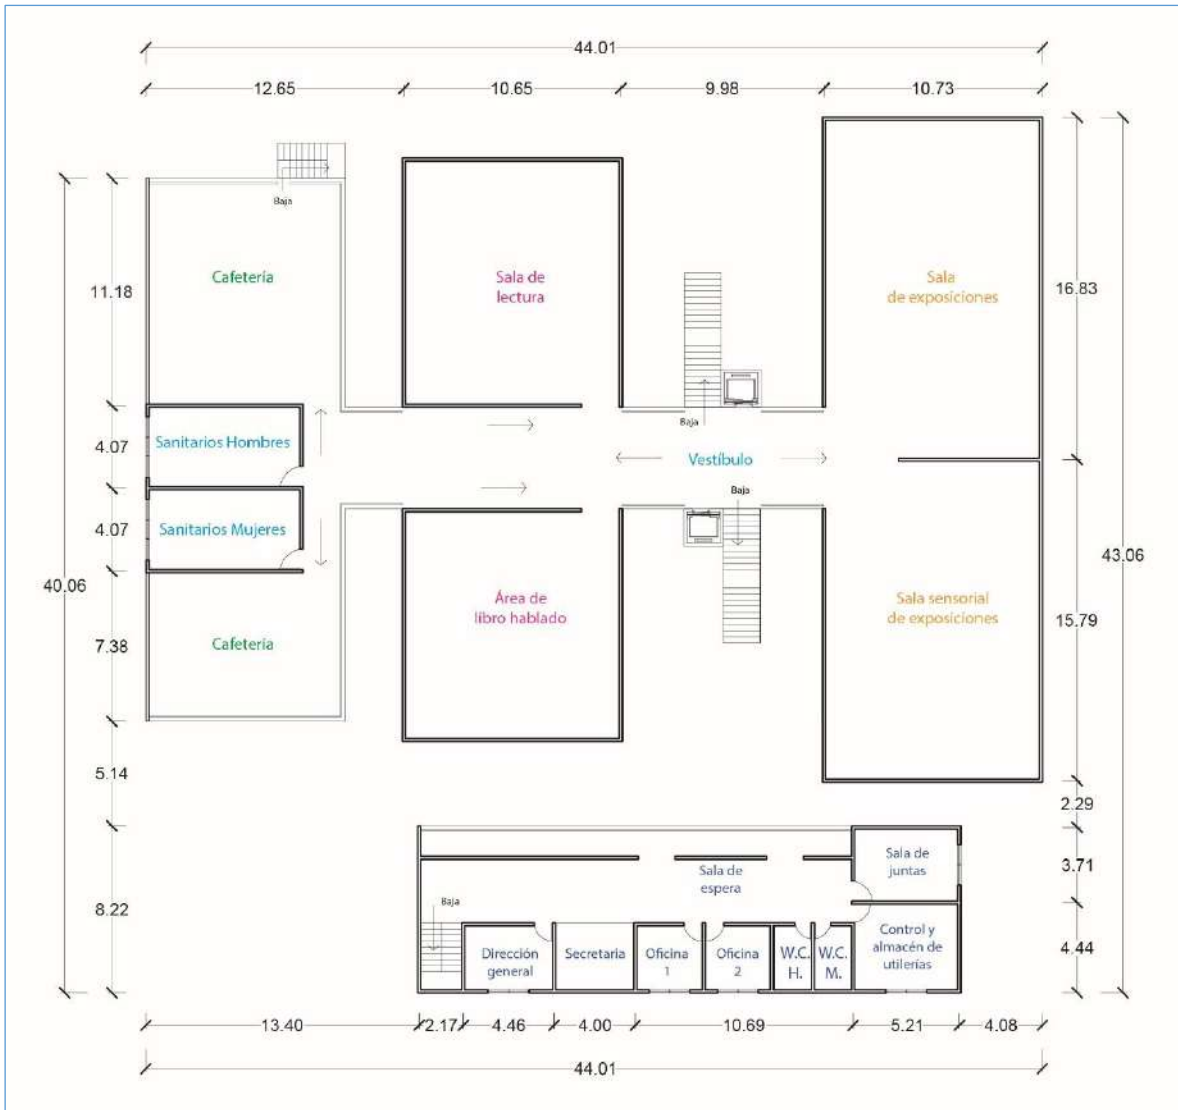 44.01
12.65
10.65
9.98
10.73
Baja
Cafetería
Sala de
lectura
Sala
de exposiciones
11.18
16.83
Baja
4.07
Sanitarios Hombres
Vestíbulo
Baja
4.07
Sanitarios Mujeres
40.06
43.06
Área de
libro hablado
Sala sensorial
de exposiciones
15.79
7.38
Cafetería
5.14
2.29
Sala de
juntas
3.71
Sala de
espera
8.22
Baja
Control y
almacén de
utilerías
4.44
Dirección
general
Secretaria
Oficina
1
Oficina
2
W.C.
H.
W.C.
M.
13.40
2.17
4.46
4.00
10.69
5.21
4.08
44.01